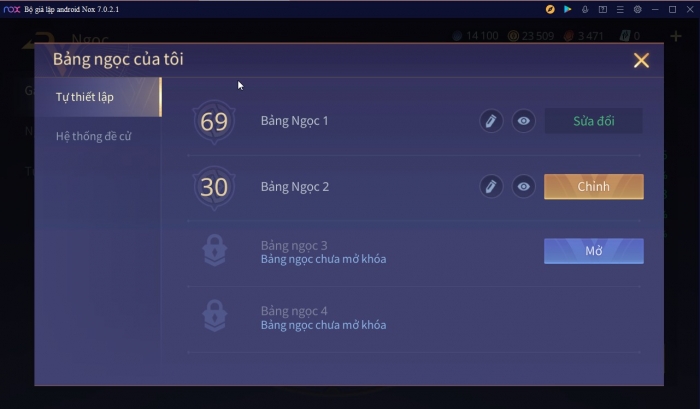 nox Bộ giả lập android Nox 7.0.2.1
Ngọc 14 100 23 509 3 471 0
Bảng ngọc của tôi
Tự thiết lập
Hệ thống đề cử
69 Bảng Ngọc 1 Sửa đổi
30 Bảng Ngọc 2 Chỉnh
Bảng ngọc 3 Mở
Bảng ngọc chưa mở khóa
Bảng ngọc 4
Bảng ngọc chưa mở khóa